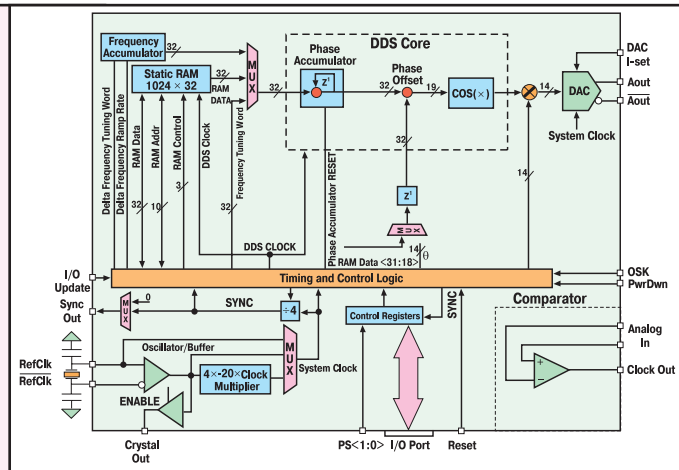 Frequency
Accumulator
32
Static RAM
1024 × 32
32
RAM
DATA
MUX
32
DDS Core
Phase
Accumulator
Z¹
32
Phase
Offset
19
COS(×)
14
DAC
DAC
I-set
Aout
Aout
System Clock
Delta Frequency Tuning Word
Delta Frequency Ramp Rate
RAM Data
32
RAM Addr
10
RAM Control
3
DDS Clock
Frequency Tuning Word
32
Phase Accumulator RESET
32
Z¹
MUX
14
DDS CLOCK
RAM Data <31:18>
14
θ
I/O
Update
Timing and Control Logic
OSK
PwrDwn
Sync
Out
MUX
0
SYNC
÷4
Control Registers
SYNC
Comparator
Analog
In
+
−
Clock Out
Oscillator/Buffer
RefClk
RefClk
4×-20×Clock
Multiplier
MUX
System Clock
ENABLE
Crystal
Out
PS<1:0>
I/O Port
Reset